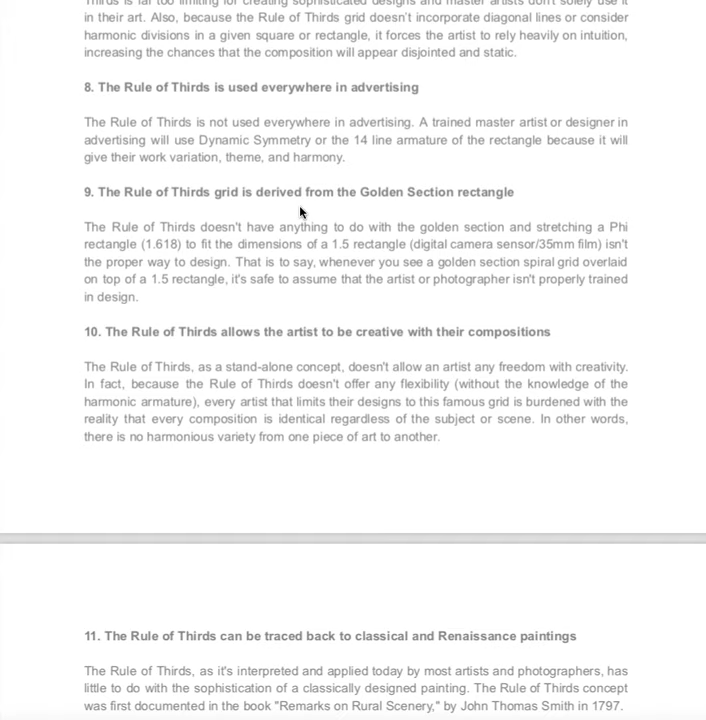 Thirds is far too limiting for creating sophisticated designs and master artists don't solely use it
in their art. Also, because the Rule of Thirds grid doesn't incorporate diagonal lines or consider
harmonic divisions in a given square or rectangle, it forces the artist to rely heavily on intuition,
increasing the chances that the composition will appear disjointed and static.
8. The Rule of Thirds is used everywhere in advertising
The Rule of Thirds is not used everywhere in advertising. A trained master artist or designer in
advertising will use Dynamic Symmetry or the 14 line armature of the rectangle because it will
give their work variation, theme, and harmony.
9. The Rule of Thirds grid is derived from the Golden Section rectangle
The Rule of Thirds doesn't have anything to do with the golden section and stretching a Phi
rectangle (1.618) to fit the dimensions of a 1.5 rectangle (digital camera sensor/35mm film) isn't
the proper way to design. That is to say, whenever you see a golden section spiral grid overlaid
on top of a 1.5 rectangle, it's safe to assume that the artist or photographer isn't properly trained
in design.
10. The Rule of Thirds allows the artist to be creative with their compositions
The Rule of Thirds, as a stand-alone concept, doesn't allow an artist any freedom with creativity.
In fact, because the Rule of Thirds doesn't offer any flexibility (without the knowledge of the
harmonic armature), every artist that limits their designs to this famous grid is burdened with the
reality that every composition is identical regardless of the subject or scene. In other words,
there is no harmonious variety from one piece of art to another.
11. The Rule of Thirds can be traced back to classical and Renaissance paintings
The Rule of Thirds, as it's interpreted and applied today by most artists and photographers, has
little to do with the sophistication of a classically designed painting. The Rule of Thirds concept
was first documented in the book "Remarks on Rural Scenery," by John Thomas Smith in 1797.